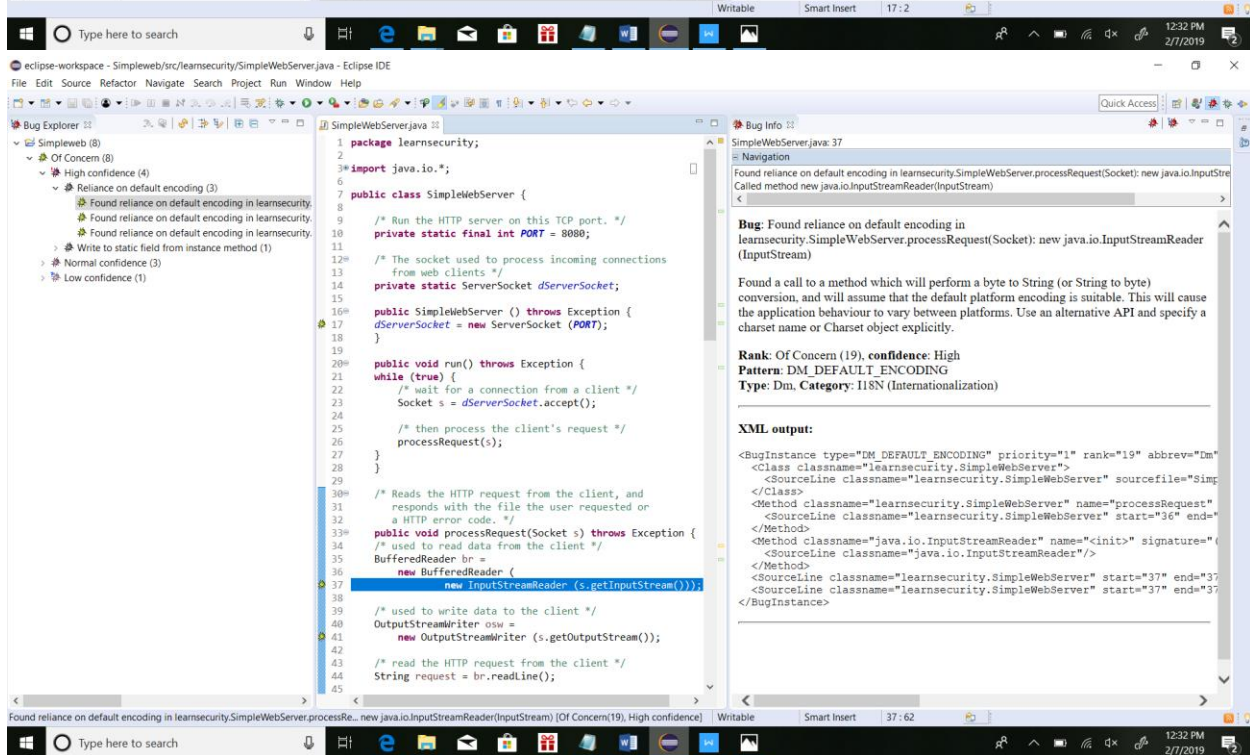 Writable Smart Insert 17 : 2
Type here to search
12:32 PM
2/7/2019
eclipse-workspace - Simpleweb/src/learnsecurity/SimpleWebServer.java - Eclipse IDE
File Edit Source Refactor Navigate Search Project Run Window Help
Quick Access
Bug Explorer
Simpleweb (8)
Of Concern (8)
High confidence (4)
Reliance on default encoding (3)
Found reliance on default encoding in learnsecurity.
Found reliance on default encoding in learnsecurity.
Found reliance on default encoding in learnsecurity.
Write to static field from instance method (1)
Normal confidence (3)
Low confidence (1)
SimpleWebServer.java
1 package learnsecurity;
2
3 import java.io.*;
6
7 public class SimpleWebServer {
8
9 /* Run the HTTP server on this TCP port. */
10 private static final int PORT = 8080;
11
12 /* The socket used to process incoming connections
13 from web clients */
14 private static ServerSocket dServerSocket;
15
16 public SimpleWebServer () throws Exception {
17 dServerSocket = new ServerSocket (PORT);
18 }
19
20 public void run() throws Exception {
21 while (true) {
22 /* wait for a connection from a client */
23 Socket s = dServerSocket.accept();
24
25 /* then process the client's request */
26 processRequest(s);
27 }
28 }
29
30 /* Reads the HTTP request from the client, and
31 responds with the file the user requested or
32 a HTTP error code. */
33 public void processRequest(Socket s) throws Exception {
34 /* used to read data from the client */
35 BufferedReader br =
36 new BufferedReader (
37 new InputStreamReader (s.getInputStream()));
38
39 /* used to write data to the client */
40 OutputStreamWriter osw =
41 new OutputStreamWriter (s.getOutputStream());
42
43 /* read the HTTP request from the client */
44 String request = br.readLine();
45
Bug Info
SimpleWebServer.java: 37
Navigation
Found reliance on default encoding in learnsecurity.SimpleWebServer.processRequest(Socket): new java.io.InputStre
Called method new java.io.InputStreamReader(InputStream)
Bug: Found reliance on default encoding in
learnsecurity.SimpleWebServer.processRequest(Socket): new java.io.InputStreamReader
(InputStream)
Found a call to a method which will perform a byte to String (or String to byte)
conversion, and will assume that the default platform encoding is suitable. This will cause
the application behaviour to vary between platforms. Use an alternative API and specify a
charset name or Charset object explicitly.
Rank: Of Concern (19), confidence: High
Pattern: DM_DEFAULT_ENCODING
Type: Dm, Category: I18N (Internationalization)
XML output:
<BugInstance type="DM_DEFAULT_ENCODING" priority="1" rank="19" abbrev="Dm"
<Class classname="learnsecurity.SimpleWebServer">
<SourceLine classname="learnsecurity.SimpleWebServer" sourcefile="Simp
</Class>
<Method classname="learnsecurity.SimpleWebServer" name="processRequest"
<SourceLine classname="learnsecurity.SimpleWebServer" start="36" end="
</Method>
<Method classname="java.io.InputStreamReader" name="<init>" signature="(
<SourceLine classname="java.io.InputStreamReader"/>
</Method>
<SourceLine classname="learnsecurity.SimpleWebServer" start="37" end="37
<SourceLine classname="learnsecurity.SimpleWebServer" start="37" end="37
</BugInstance>
Found reliance on default encoding in learnsecurity.SimpleWebServer.processRe... new java.io.InputStreamReader(InputStream) [Of Concern(19), High confidence] Writable Smart Insert 37 : 62
Type here to search
12:32 PM
2/7/2019